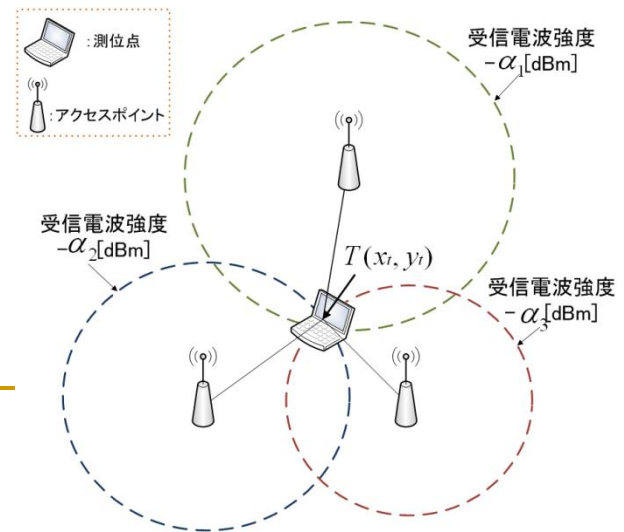 :測位点
:アクセスポイント
受信電波強度
-α₁[dBm]
受信電波強度
-α₂[dBm]
T(xₜ, yₜ)
受信電波強度
-α₃[dBm]